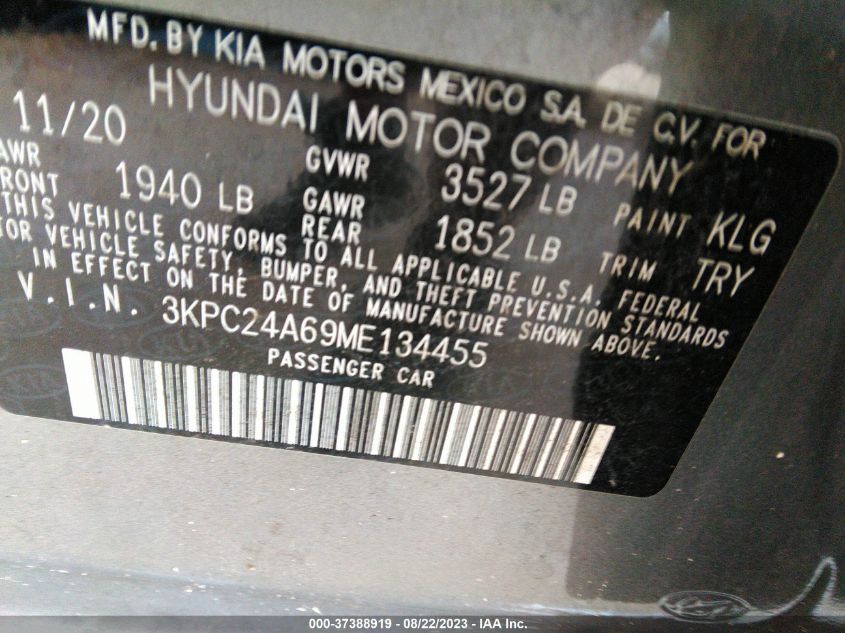 MFD. BY KIA MOTORS MEXICO S.A. DE C.V. FOR
HYUNDAI MOTOR COMPANY
11/20 GVWR 3527 LB PAINT KLG
FRONT 1940 LB GAWR REAR 1852 LB TRIM TRY
THIS VEHICLE CONFORMS TO ALL APPLICABLE U.S.A. FEDERAL
VEHICLE SAFETY, BUMPER, AND THEFT PREVENTION STANDARDS
IN EFFECT ON THE DATE OF MANUFACTURE SHOWN ABOVE.
V.I.N. 3KPC24A69ME134455
PASSENGER CAR
000-37388919 / 08/22/2023 - IAA Inc.